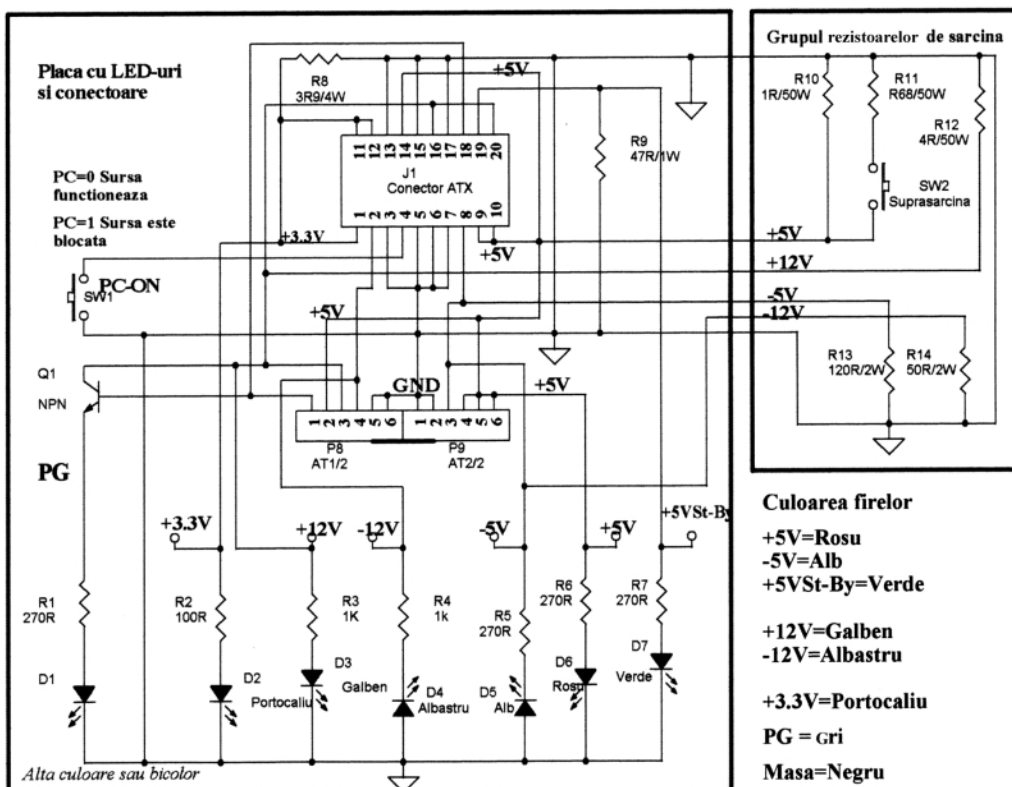 Placa cu LED-uri
si conectoare
R8
3R9/4W
+5V
11 12 13 14 15 16 17 18 19 20
J1
Conector ATX
1 2 3 4 5 6 7 8 9 10
R9
47R/1W
PC=0 Sursa
functioneaza
PC=1 Sursa este
blocata
+3.3V
+5V
PC-ON
SW1
+5V
Q1
NPN
GND
+5V
1 2 3 4 5 6
1 2 3 4 5 6
P8
AT1/2
P9
AT2/2
PG
+3.3V
+12V
-12V
-5V
+5V
+5VSt-By
R1
270R
R2
100R
R3
1K
R4
1k
R5
270R
R6
270R
R7
270R
D1
D2
Portocaliu
D3
Galben
D4
Albastru
D5
Alb
D6
Rosu
D7
Verde
Alta culoare sau bicolor
Grupul rezistoarelor de sarcina
R10
1R/50W
R11
R68/50W
R12
4R/50W
SW2
Suprasarcina
+5V
+12V
-5V
-12V
R13
120R/2W
R14
50R/2W
Culoarea firelor
+5V=Rosu
-5V=Alb
+5VSt-By=Verde
+12V=Galben
-12V=Albastru
+3.3V=Portocaliu
PG = Gri
Masa=Negru